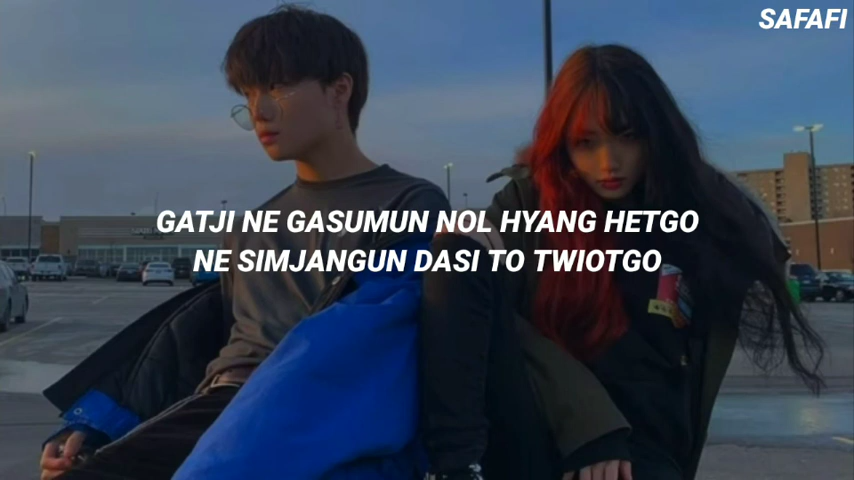 SAFAFI
GATJI NE GASUMUN NOL HYANG HETGO
NE SIMJANGUN DASI TO TWIOTGO